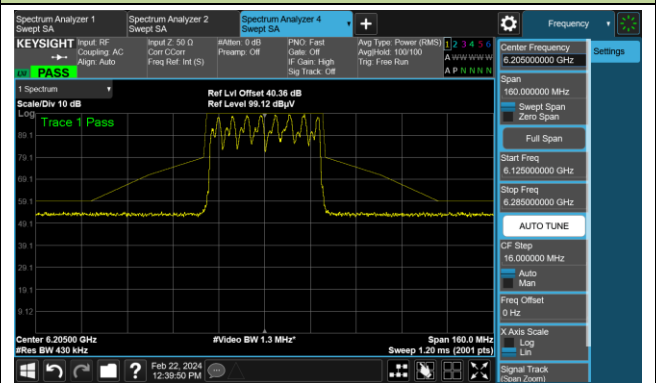 Spectrum Analyzer 1
Swept SA
Spectrum Analyzer 2
Swept SA
Spectrum Analyzer 4
Swept SA
Frequency
KEYSIGHT
Input: RF
Coupling: AC
Align: Auto
Input Z: 50 Ω
Corr CCorr
Freq Ref: Int (S)
#Atten: 0 dB
Preamp: Off
PNO: Fast
Gate: Off
IF Gain: High
Sig Track: Off
Avg Type: Power (RMS)
Avg|Hold: 100/100
Trig: Free Run
1 2 3 4 5 6
A W W W W W
A P N N N N
PASS
1 Spectrum
Scale/Div 10 dB
Ref Lvl Offset 40.36 dB
Ref Level 99.12 dBµV
Log
Trace 1 Pass
89.1
79.1
69.1
59.1
49.1
39.1
29.1
19.1
9.12
Center 6.20500 GHz
#Video BW 1.3 MHz*
Span 160.0 MHz
#Res BW 430 kHz
Sweep 1.20 ms (2001 pts)
Feb 22, 2024
12:39:50 PM
Center Frequency
6.205000000 GHz
Settings
Span
160.000000 MHz
Swept Span
Zero Span
Full Span
Start Freq
6.125000000 GHz
Stop Freq
6.285000000 GHz
AUTO TUNE
CF Step
16.000000 MHz
Auto
Man
Freq Offset
0 Hz
X Axis Scale
Log
Lin
Signal Track
(Span Zoom)